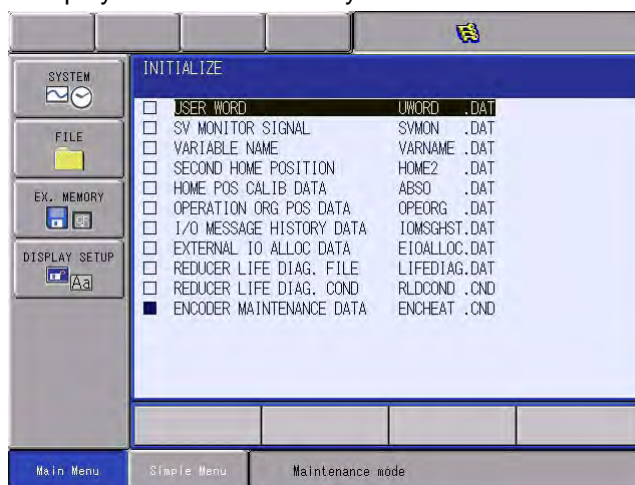 SYSTEM
FILE
EX. MEMORY
DISPLAY SETUP
Aa
INITIALIZE
USER WORD UWORD .DAT
SV MONITOR SIGNAL SVMON .DAT
VARIABLE NAME VARNAME .DAT
SECOND HOME POSITION HOME2 .DAT
HOME POS CALIB DATA ABSO .DAT
OPERATION ORG POS DATA OPEORG .DAT
I/O MESSAGE HISTORY DATA IOMSGHST.DAT
EXTERNAL IO ALLOC DATA EIOALLOC.DAT
REDUCER LIFE DIAG. FILE LIFEDIAG.DAT
REDUCER LIFE DIAG. COND RLDCOND .CND
ENCODER MAINTENANCE DATA ENCHEAT .CND
Main Menu Simple Menu Maintenance mode